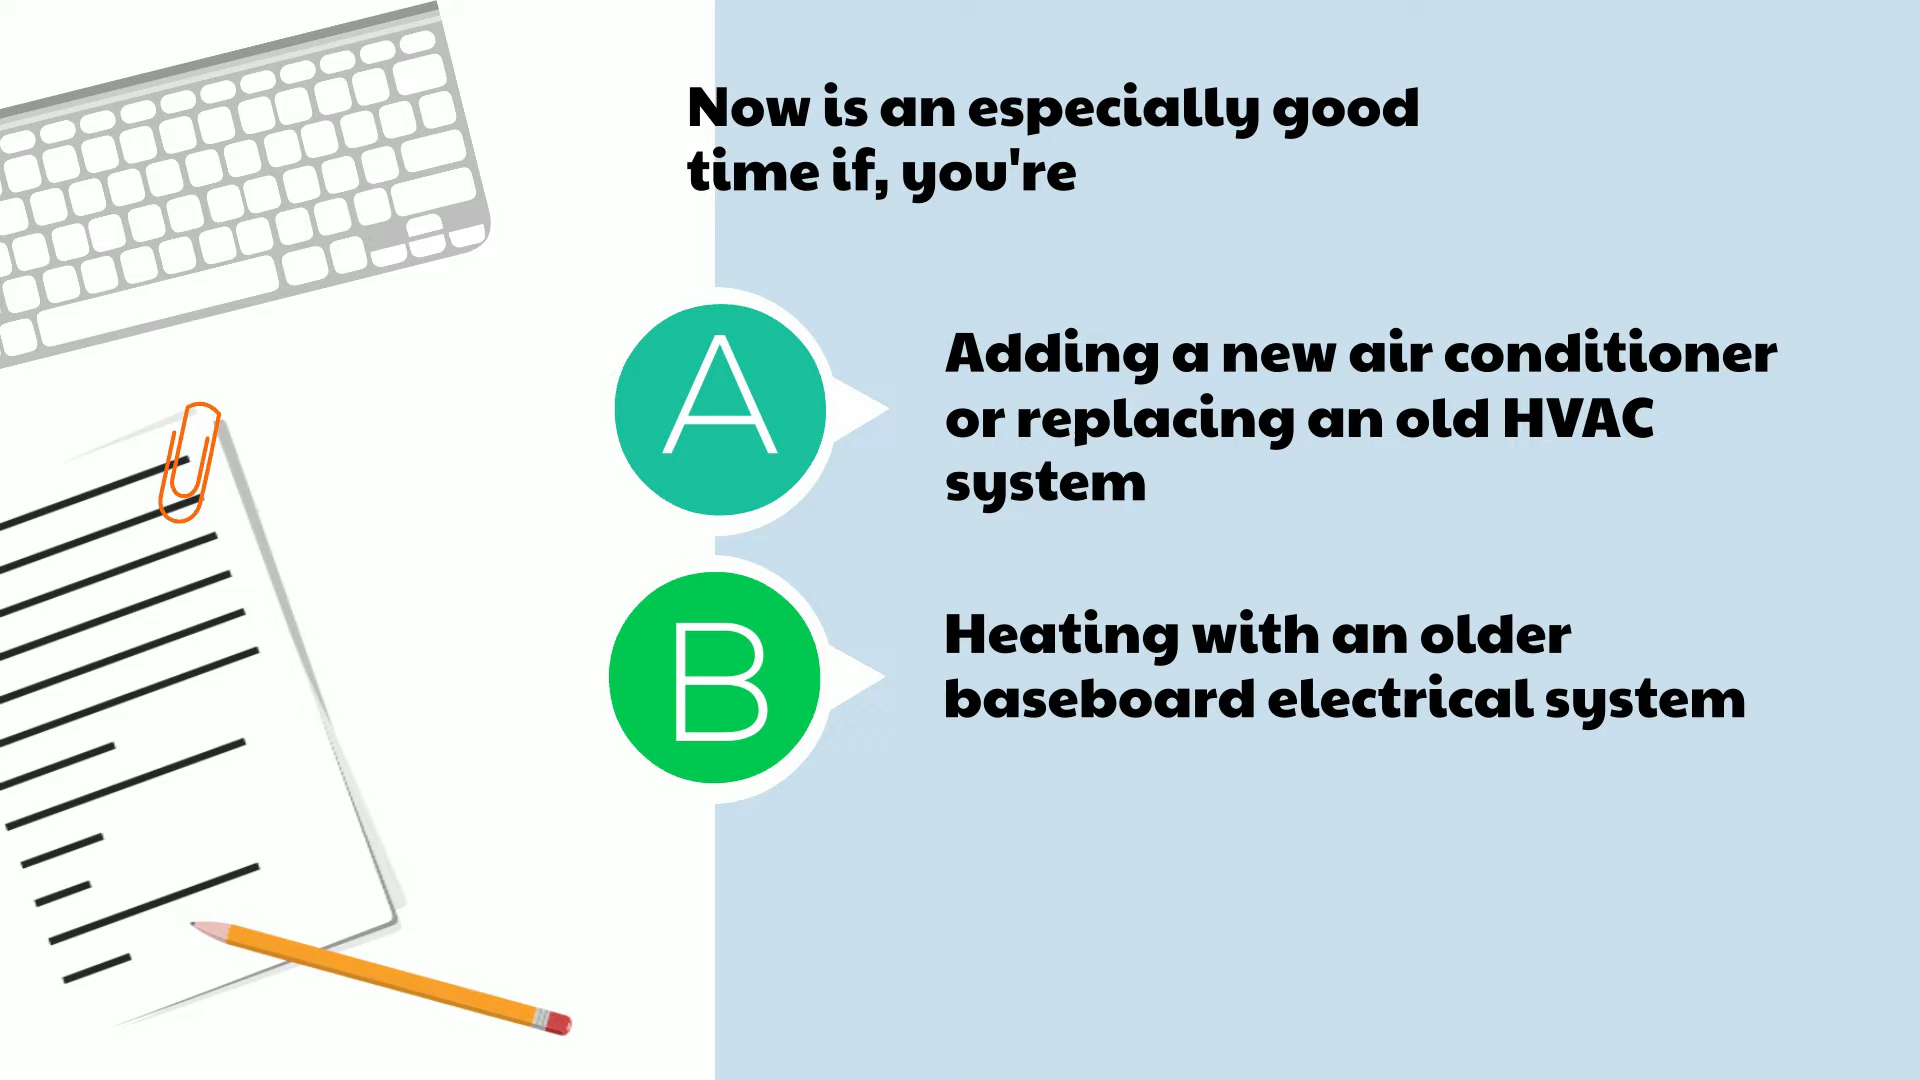 Now is an especially good
time if, you're
A
Adding a new air conditioner
or replacing an old HVAC
system
B
Heating with an older
baseboard electrical system